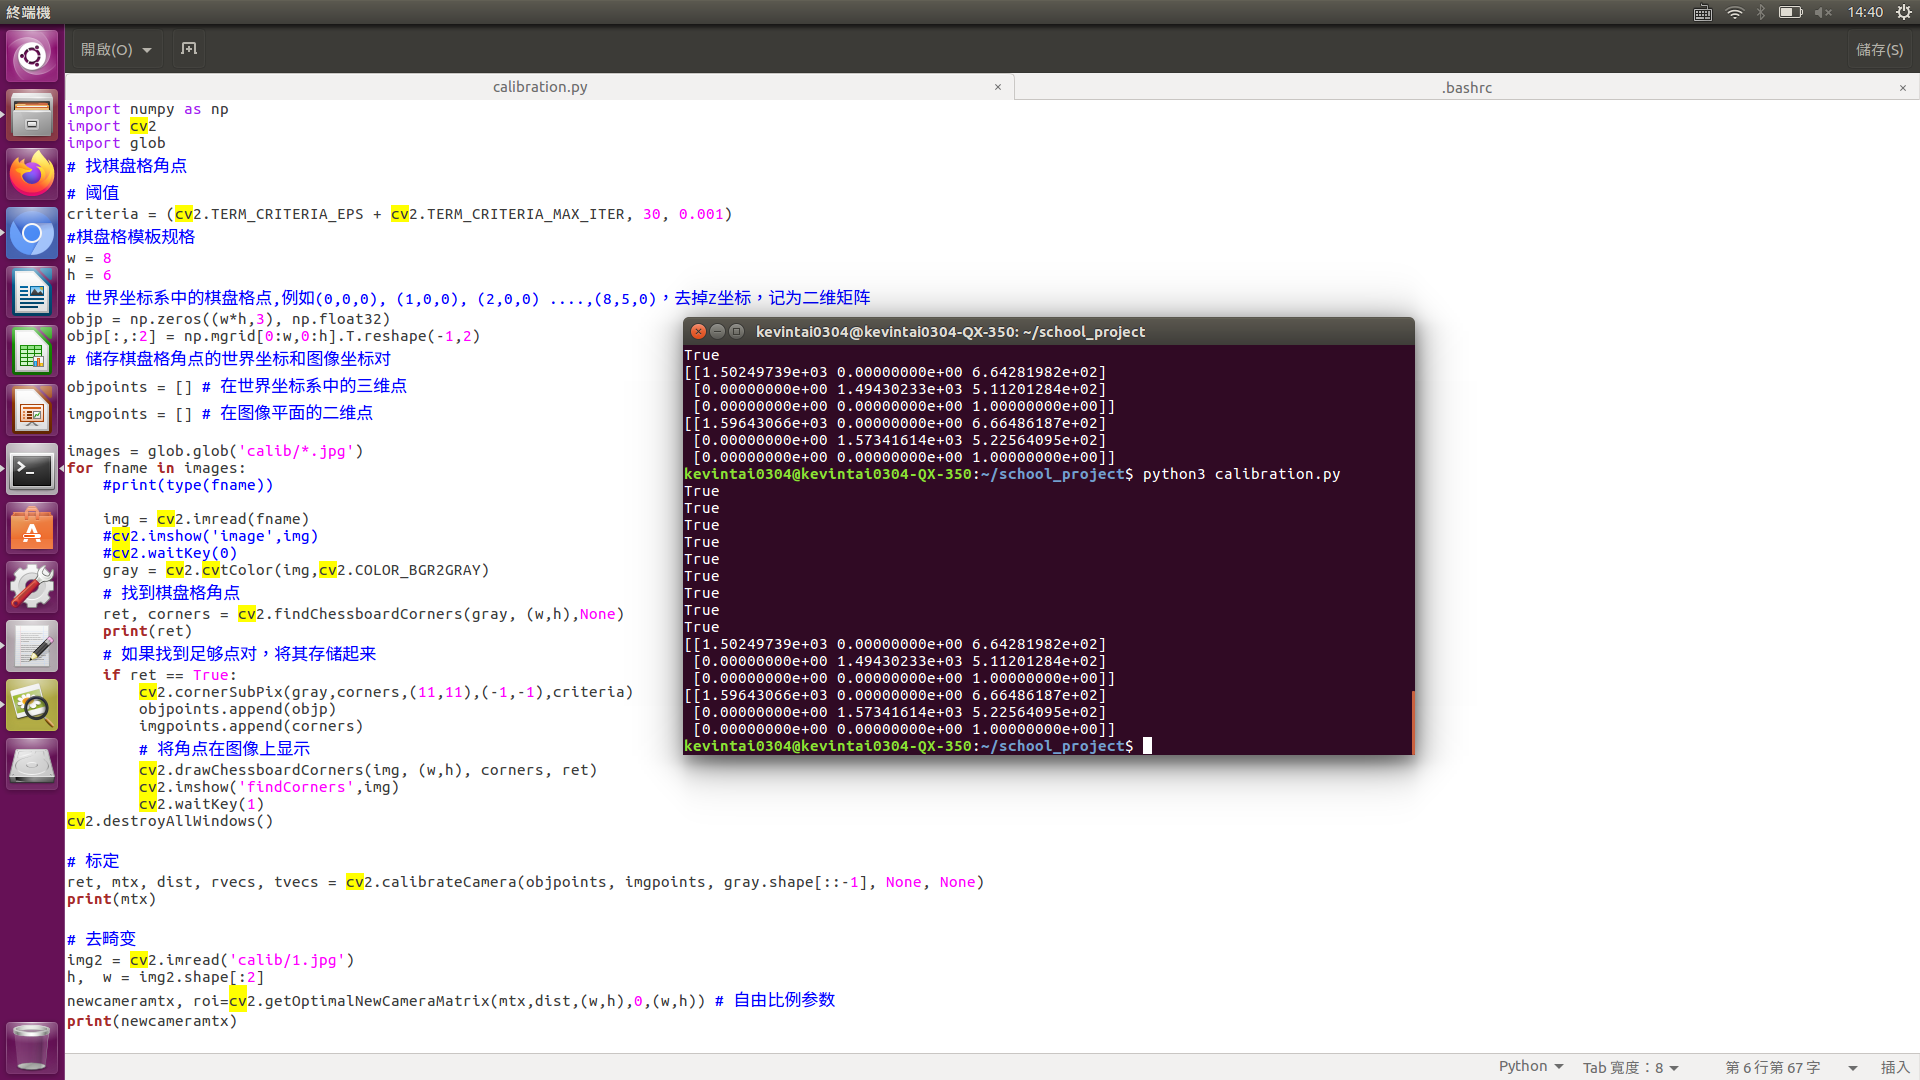 終端機
14:40
開啟(O)
儲存(S)
calibration.py ×
.bashrc ×
import numpy as np
import cv2
import glob
# 找棋盘格角点
# 阈值
criteria = (cv2.TERM_CRITERIA_EPS + cv2.TERM_CRITERIA_MAX_ITER, 30, 0.001)
#棋盘格模板规格
w = 8
h = 6
# 世界坐标系中的棋盘格点,例如(0,0,0), (1,0,0), (2,0,0) ....,(8,5,0)，去掉Z坐标，记为二维矩阵
objp = np.zeros((w*h,3), np.float32)
objp[:,:2] = np.mgrid[0:w,0:h].T.reshape(-1,2)
# 储存棋盘格角点的世界坐标和图像坐标对
objpoints = [] # 在世界坐标系中的三维点
imgpoints = [] # 在图像平面的二维点
images = glob.glob('calib/*.jpg')
for fname in images:
#print(type(fname))
img = cv2.imread(fname)
#cv2.imshow('image',img)
#cv2.waitKey(0)
gray = cv2.cvtColor(img,cv2.COLOR_BGR2GRAY)
# 找到棋盘格角点
ret, corners = cv2.findChessboardCorners(gray, (w,h),None)
print(ret)
# 如果找到足够点对，将其存储起来
if ret == True:
cv2.cornerSubPix(gray,corners,(11,11),(-1,-1),criteria)
objpoints.append(objp)
imgpoints.append(corners)
# 将角点在图像上显示
cv2.drawChessboardCorners(img, (w,h), corners, ret)
cv2.imshow('findCorners',img)
cv2.waitKey(1)
cv2.destroyAllWindows()
# 标定
ret, mtx, dist, rvecs, tvecs = cv2.calibrateCamera(objpoints, imgpoints, gray.shape[::-1], None, None)
print(mtx)
# 去畸变
img2 = cv2.imread('calib/1.jpg')
h,  w = img2.shape[:2]
newcameramtx, roi=cv2.getOptimalNewCameraMatrix(mtx,dist,(w,h),0,(w,h)) # 自由比例参数
print(newcameramtx)
kevintai0304@kevintai0304-QX-350: ~/school_project
True
[[1.50249739e+03 0.00000000e+00 6.64281982e+02]
[0.00000000e+00 1.49430233e+03 5.11201284e+02]
[0.00000000e+00 0.00000000e+00 1.00000000e+00]]
[[1.59643066e+03 0.00000000e+00 6.66486187e+02]
[0.00000000e+00 1.57341614e+03 5.22564095e+02]
[0.00000000e+00 0.00000000e+00 1.00000000e+00]]
kevintai0304@kevintai0304-QX-350:~/school_project$ python3 calibration.py
True
True
True
True
True
True
True
True
True
[[1.50249739e+03 0.00000000e+00 6.64281982e+02]
[0.00000000e+00 1.49430233e+03 5.11201284e+02]
[0.00000000e+00 0.00000000e+00 1.00000000e+00]]
[[1.59643066e+03 0.00000000e+00 6.66486187e+02]
[0.00000000e+00 1.57341614e+03 5.22564095e+02]
[0.00000000e+00 0.00000000e+00 1.00000000e+00]]
kevintai0304@kevintai0304-QX-350:~/school_project$
Python
Tab 寬度：8
第 6 行第 67 字
插入